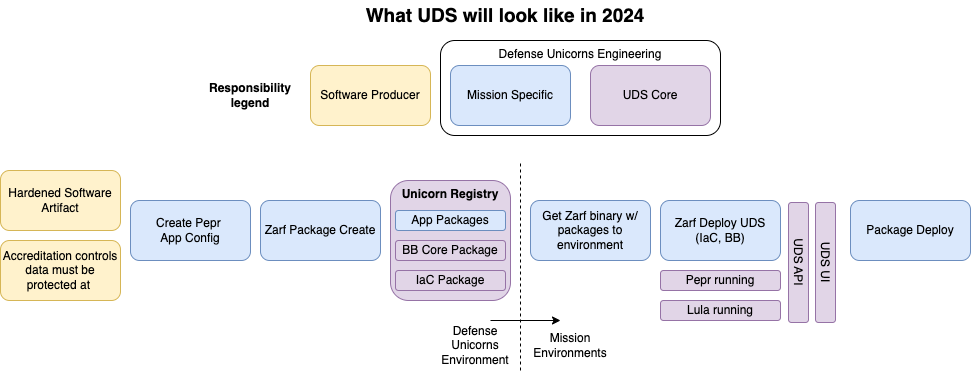 What UDS will look like in 2024
Defense Unicorns Engineering
Responsibility
legend
Software Producer
Mission Specific
UDS Core
Hardened Software
Artifact
Accreditation controls
data must be
protected at
Create Pepr
App Config
Zarf Package Create
Unicorn Registry
App Packages
BB Core Package
IaC Package
Get Zarf binary w/
packages to
environment
Zarf Deploy UDS
(IaC, BB)
Pepr running
Lula running
UDS API
UDS UI
Package Deploy
Defense
Unicorns
Environment
Mission
Environments